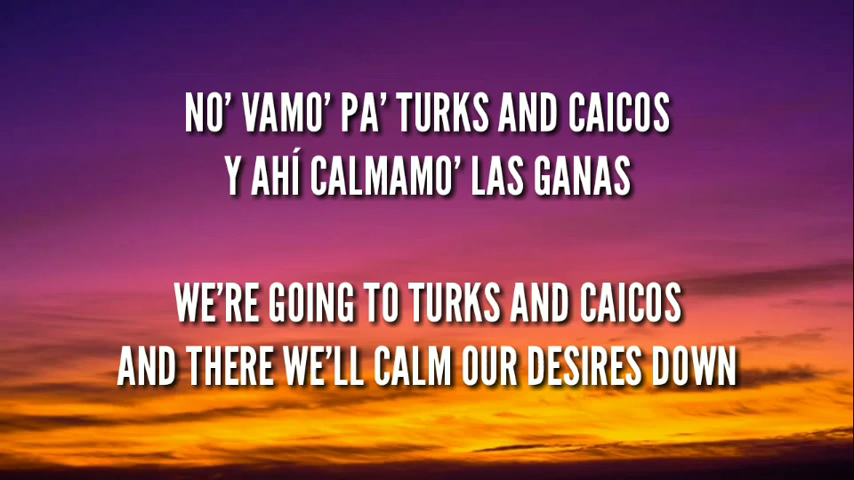 NO' VAMO' PA' TURKS AND CAICOS
Y AHÍ CALMAMO' LAS GANAS
WE'RE GOING TO TURKS AND CAICOS
AND THERE WE'LL CALM OUR DESIRES DOWN